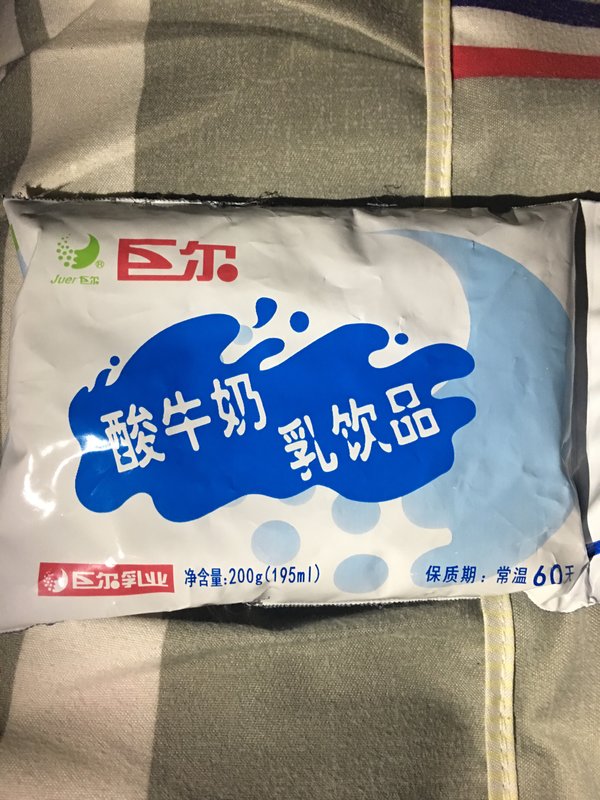 巨尔
Juer 巨尔®
酸牛奶
乳饮品
巨尔乳业
净含量:200g(195ml)
保质期:常温60天